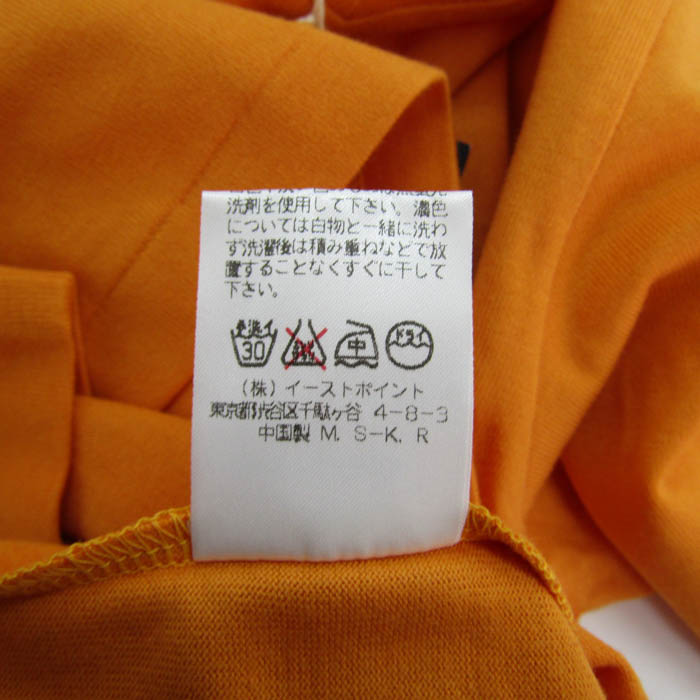 洗剤を使用して下さい。濃色
については白物と一緒に洗わ
ず洗濯後は積み重ねなどで放
置することなくすぐに干して
下さい。
手洗イ 30 中 ドライ
(株) イーストポイント
東京都渋谷区千駄ヶ谷 4-8-3
中国製 M. S-K. R